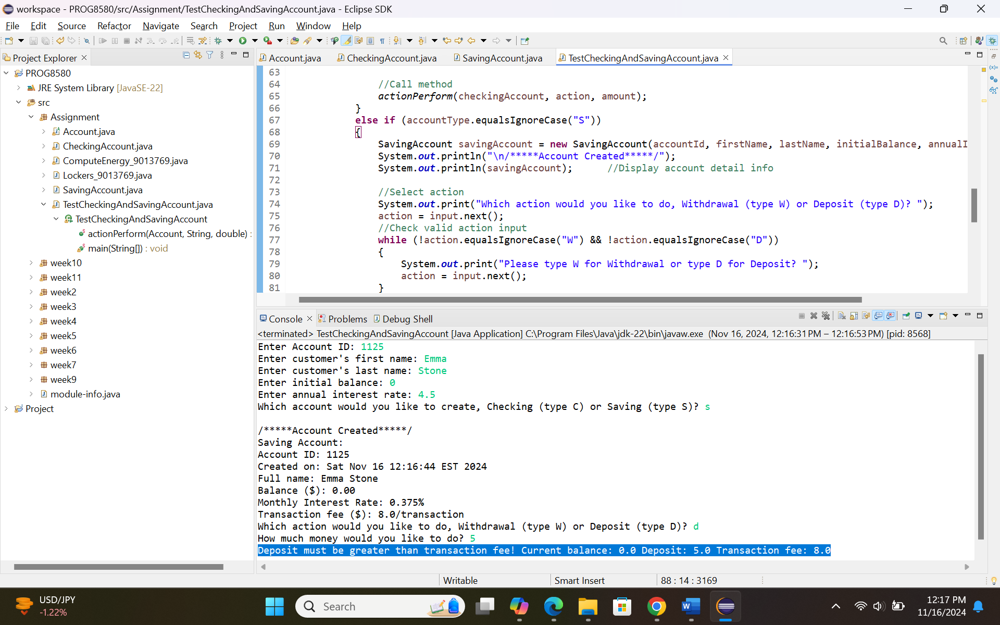 workspace - PROG8580/src/Assignment/TestCheckingAndSavingAccount.java - Eclipse SDK
File Edit Source Refactor Navigate Search Project Run Window Help
Project Explorer
PROG8580
JRE System Library [JavaSE-22]
src
Assignment
Account.java
CheckingAccount.java
ComputeEnergy_9013769.java
Lockers_9013769.java
SavingAccount.java
TestCheckingAndSavingAccount.java
TestCheckingAndSavingAccount
actionPerform(Account, String, double) :
main(String[]) : void
week10
week11
week2
week3
week4
week5
week6
week7
week9
module-info.java
Project
Account.java CheckingAccount.java SavingAccount.java TestCheckingAndSavingAccount.java
63
64 //Call method
65 actionPerform(checkingAccount, action, amount);
66 }
67 else if (accountType.equalsIgnoreCase("S"))
68 {
69 SavingAccount savingAccount = new SavingAccount(accountId, firstName, lastName, initialBalance, annualI
70 System.out.println("\n/*****Account Created*****/");
71 System.out.println(savingAccount); //Display account detail info
72
73 //Select action
74 System.out.print("Which action would you like to do, Withdrawal (type W) or Deposit (type D)? ");
75 action = input.next();
76 //Check valid action input
77 while (!action.equalsIgnoreCase("W") && !action.equalsIgnoreCase("D"))
78 {
79 System.out.print("Please type W for Withdrawal or type D for Deposit? ");
80 action = input.next();
81 }
Console Problems Debug Shell
<terminated> TestCheckingAndSavingAccount [Java Application] C:\Program Files\Java\jdk-22\bin\javaw.exe (Nov 16, 2024, 12:16:31 PM – 12:16:53 PM) [pid: 8568]
Enter Account ID: 1125
Enter customer's first name: Emma
Enter customer's last name: Stone
Enter initial balance: 0
Enter annual interest rate: 4.5
Which account would you like to create, Checking (type C) or Saving (type S)? s
/*****Account Created*****/
Saving Account:
Account ID: 1125
Created on: Sat Nov 16 12:16:44 EST 2024
Full name: Emma Stone
Balance ($): 0.00
Monthly Interest Rate: 0.375%
Transaction fee ($): 8.0/transaction
Which action would you like to do, Withdrawal (type W) or Deposit (type D)? d
How much money would you like to do? 5
Deposit must be greater than transaction fee! Current balance: 0.0 Deposit: 5.0 Transaction fee: 8.0
Writable Smart Insert 88 : 14 : 3169
USD/JPY
-1.22%
Search
12:17 PM
11/16/2024